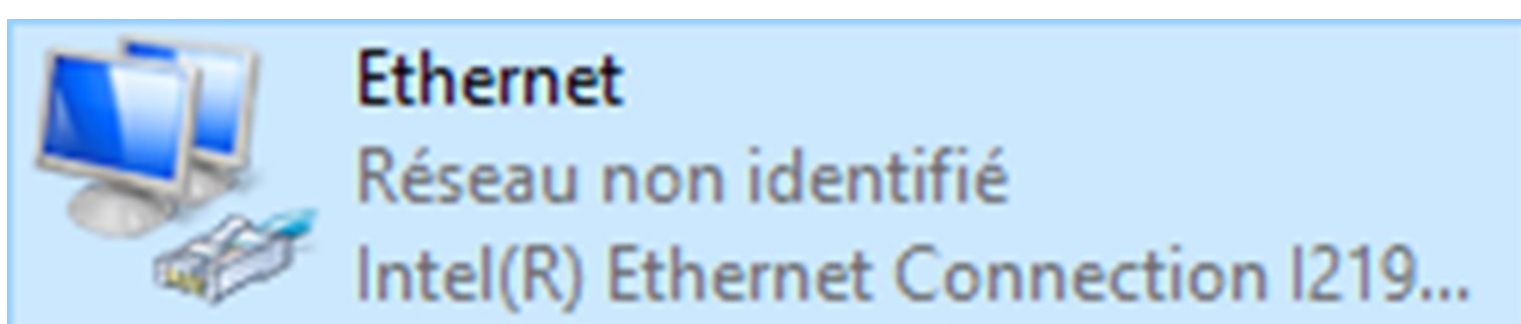 Ethernet
Réseau non identifié
Intel(R) Ethernet Connection I219...